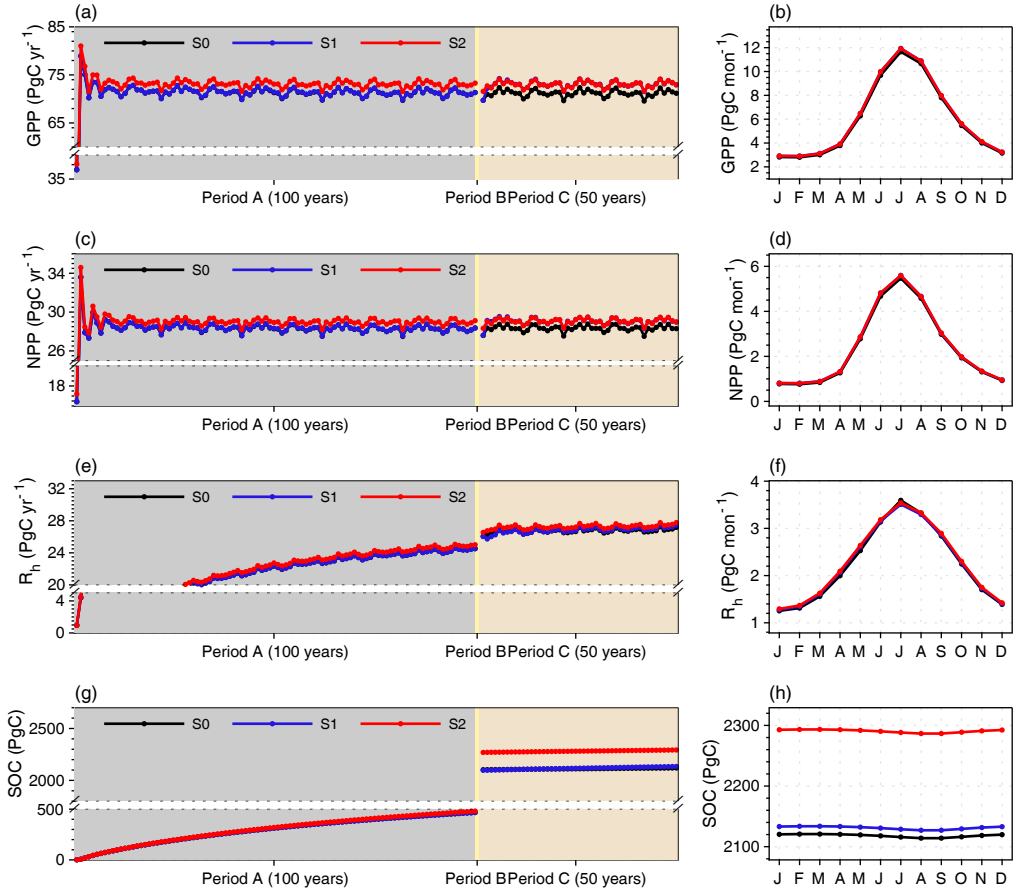 (a)
(b)
GPP (PgC yr-1)
85
75
65
35
S0 S1 S2
Period A (100 years) Period B Period C (50 years)
GPP (PgC mon-1)
12
10
8
6
4
2
J F M A M J J A S O N D
(c)
(d)
NPP (PgC yr-1)
34
30
26
18
S0 S1 S2
Period A (100 years) Period B Period C (50 years)
NPP (PgC mon-1)
6
4
2
0
J F M A M J J A S O N D
(e)
(f)
Rh (PgC yr-1)
32
28
24
20
4
0
S0 S1 S2
Period A (100 years) Period B Period C (50 years)
Rh (PgC mon-1)
4
3
2
1
J F M A M J J A S O N D
(g)
(h)
SOC (PgC)
2500
2000
500
0
S0 S1 S2
Period A (100 years) Period B Period C (50 years)
SOC (PgC)
2300
2200
2100
J F M A M J J A S O N D